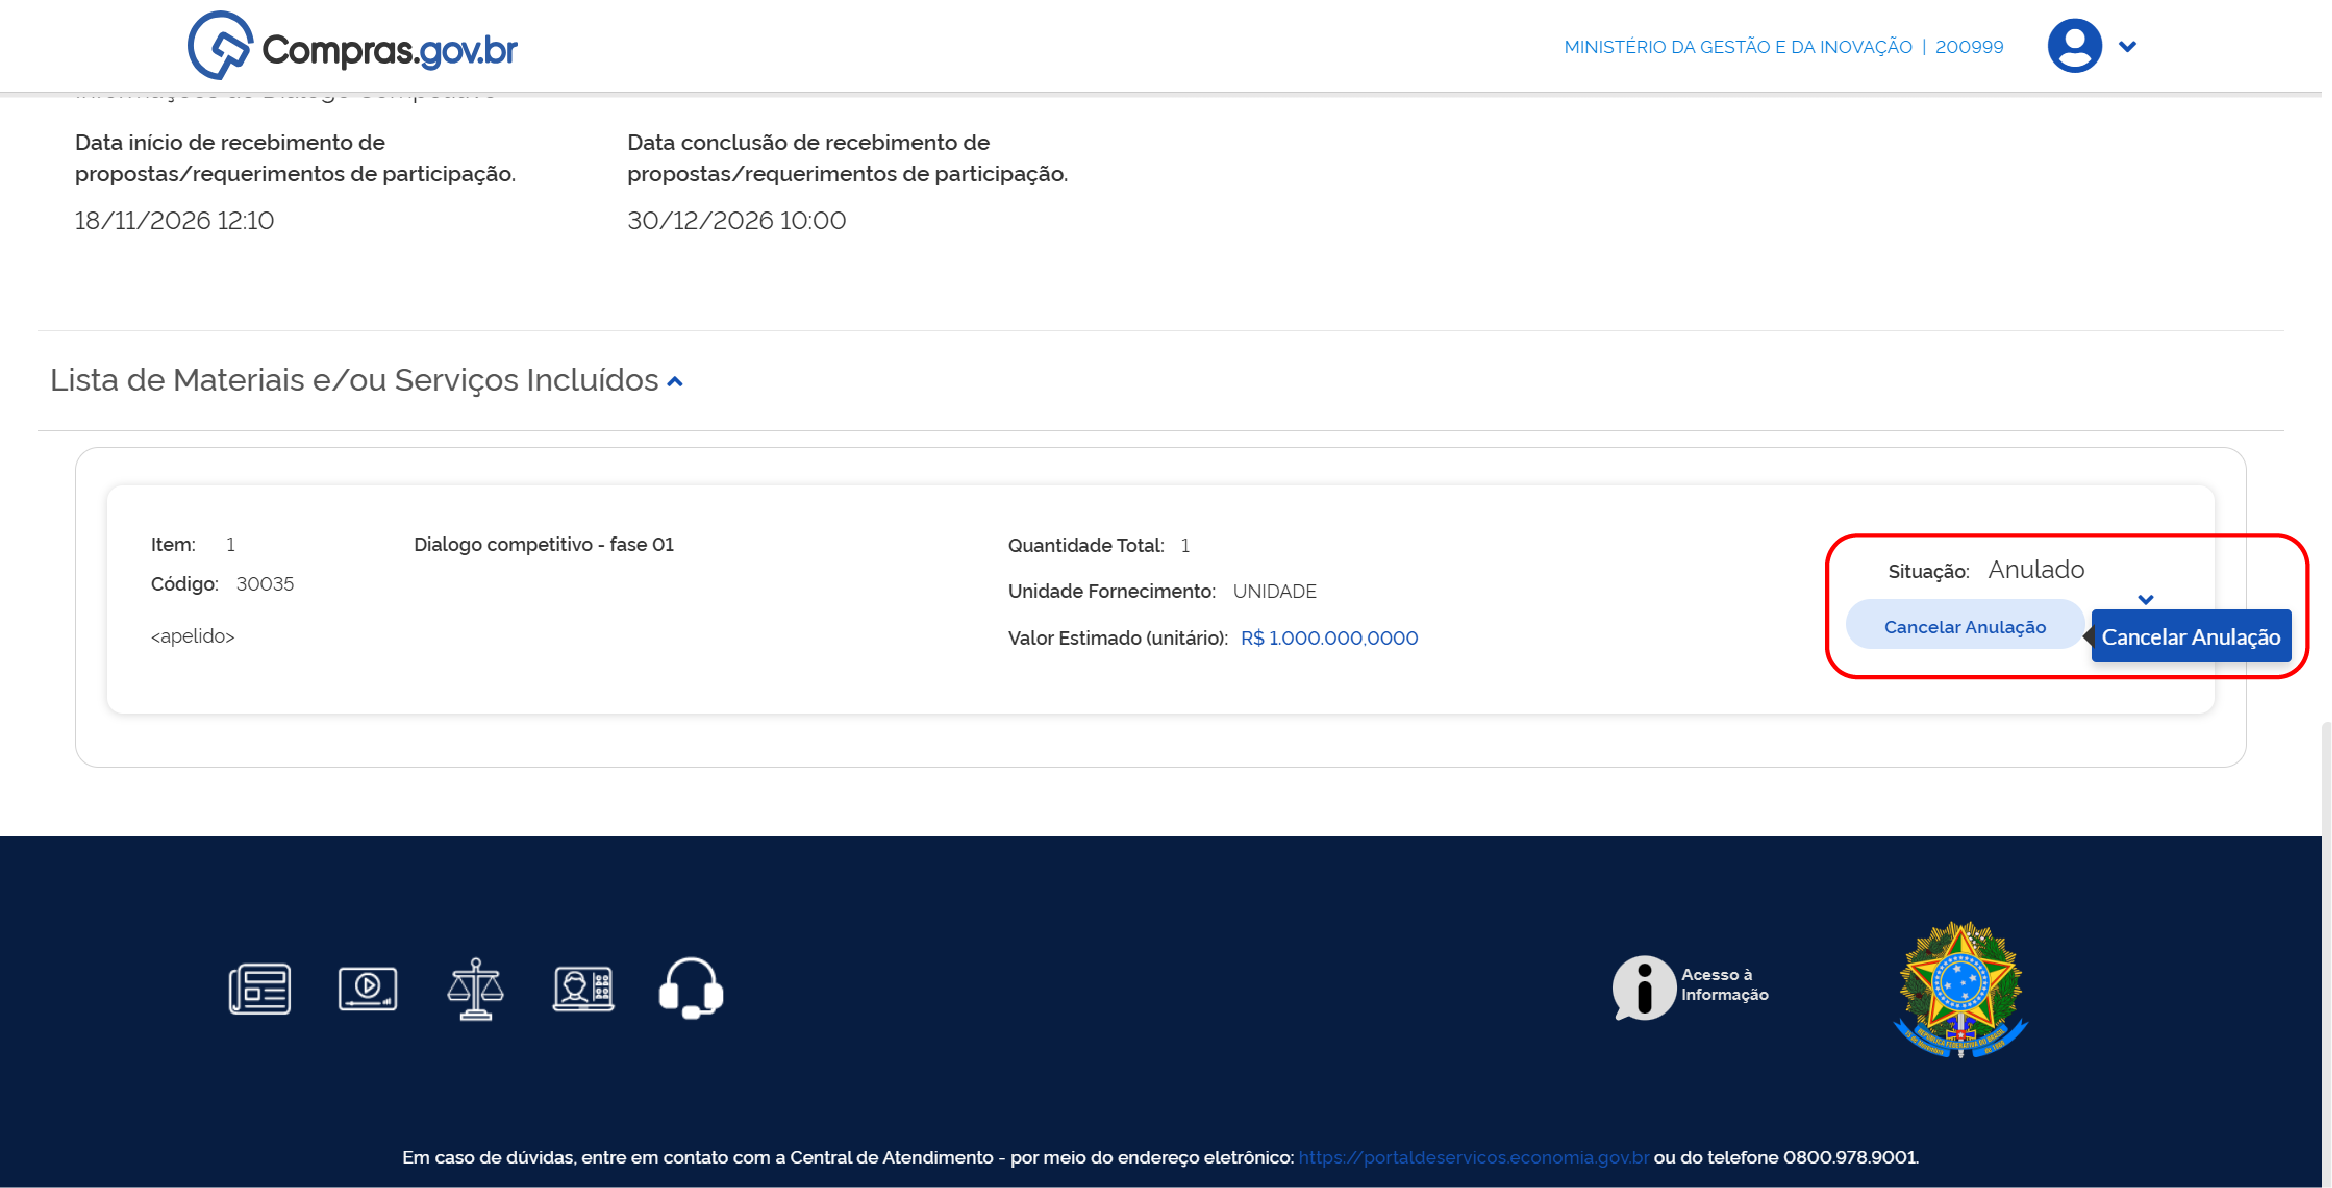 Compras.gov.br
MINISTÉRIO DA GESTÃO E DA INOVAÇÃO | 200999
Data início de recebimento de
propostas/requerimentos de participação.
18/11/2026 12:10
Data conclusão de recebimento de
propostas/requerimentos de participação.
30/12/2026 10:00
Lista de Materiais e/ou Serviços Incluídos
Item: 1
Código: 30035
<apelido>
Dialogo competitivo - fase 01
Quantidade Total: 1
Unidade Fornecimento: UNIDADE
Valor Estimado (unitário): R$ 1.000.000,0000
Situação: Anulado
Cancelar Anulação
Cancelar Anulação
Acesso à
Informação
Em caso de dúvidas, entre em contato com a Central de Atendimento - por meio do endereço eletrônico: https://portaldeservicos.economia.gov.br ou do telefone 0800.978.9001.